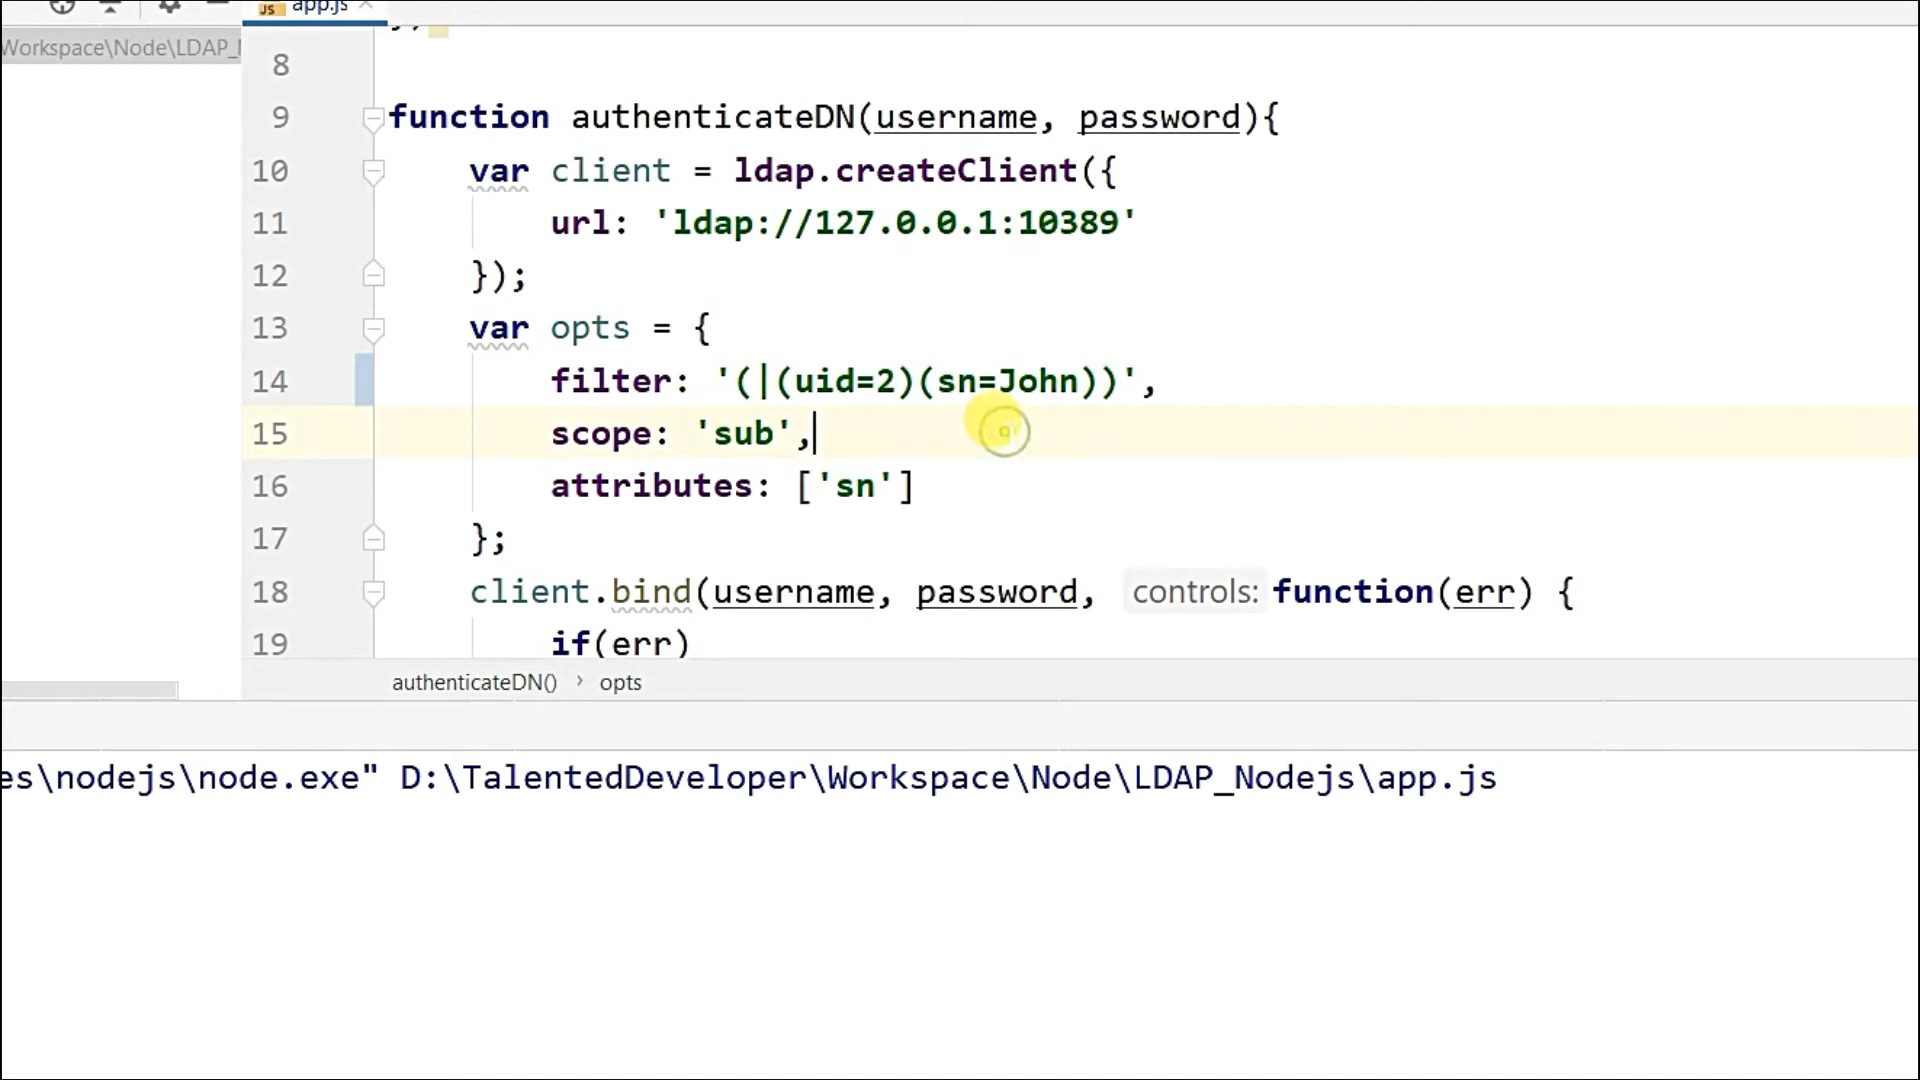 JS app.js
Workspace\Node\LDAP_
8
9 function authenticateDN(username, password){
10 var client = ldap.createClient({
11 url: 'ldap://127.0.0.1:10389'
12 });
13 var opts = {
14 filter: '(|(uid=2)(sn=John))',
15 scope: 'sub',
16 attributes: ['sn']
17 };
18 client.bind(username, password, controls: function(err) {
19 if(err)
authenticateDN() › opts
es\nodejs\node.exe" D:\TalentedDeveloper\Workspace\Node\LDAP_Nodejs\app.js